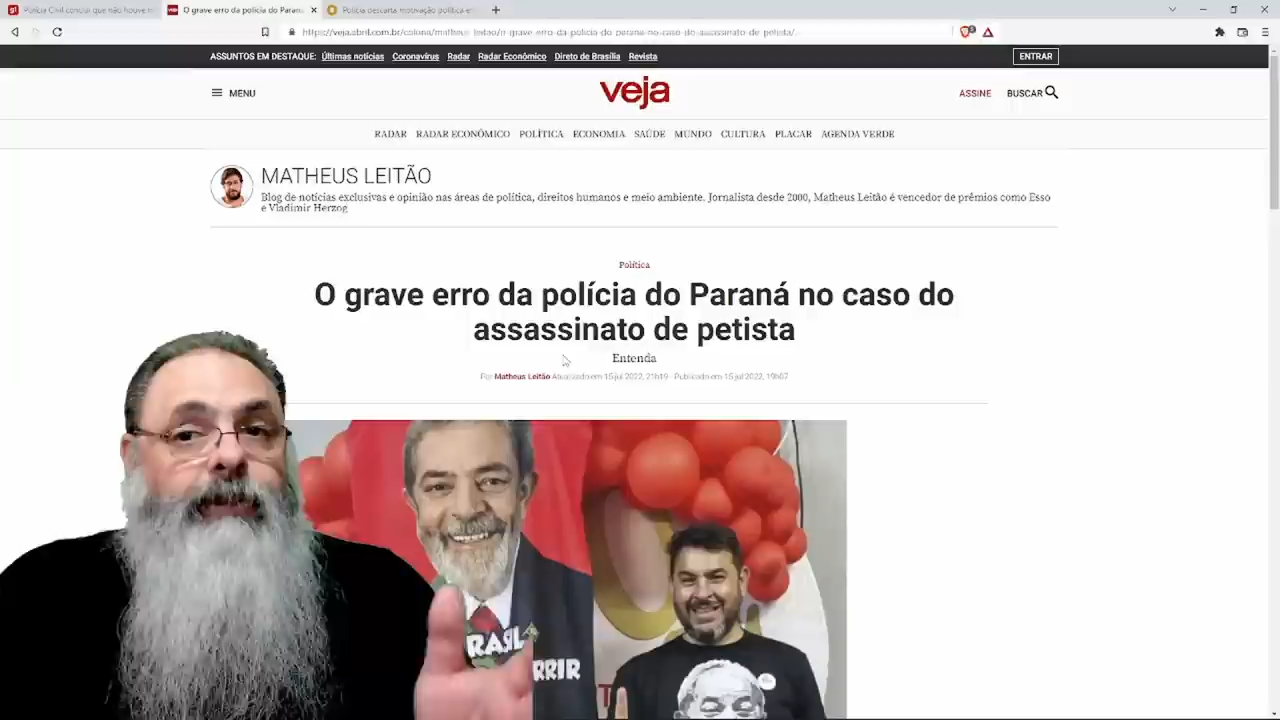 Polícia Civil conclui que não houve m
O grave erro da polícia do Paraná
Polícia descarta motivação política e
https://veja.abril.com.br/coluna/matheus-leitao/o-grave-erro-da-policia-do-parana-no-caso-do-assassinato-de-petista/
ASSUNTOS EM DESTAQUE: Últimas notícias Coronavírus Radar Radar Econômico Direto de Brasília Revista ENTRAR
MENU veja ASSINE BUSCAR
RADAR RADAR ECONÔMICO POLÍTICA ECONOMIA SAÚDE MUNDO CULTURA PLACAR AGENDA VERDE
MATHEUS LEITÃO
Blog de notícias exclusivas e opinião nas áreas de política, direitos humanos e meio ambiente. Jornalista desde 2000, Matheus Leitão é vencedor de prêmios como Esso
e Vladimir Herzog
Política
O grave erro da polícia do Paraná no caso do
assassinato de petista
Entenda
Por Matheus Leitão Atualizado em 15 jul 2022, 21h19 - Publicado em 15 jul 2022, 19h07
RASIL
RRIR